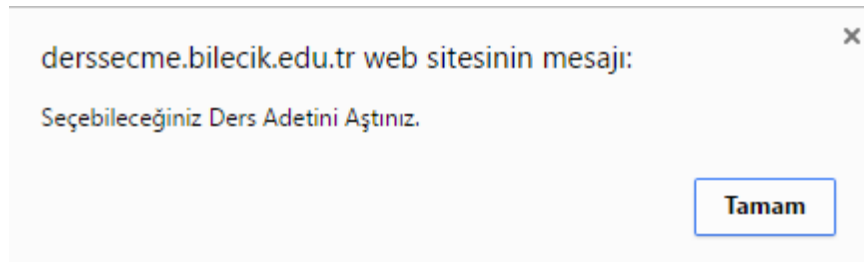 derssecme.bilecik.edu.tr web sitesinin mesajı:
Seçebileceğiniz Ders Adetini Aştınız.
Tamam